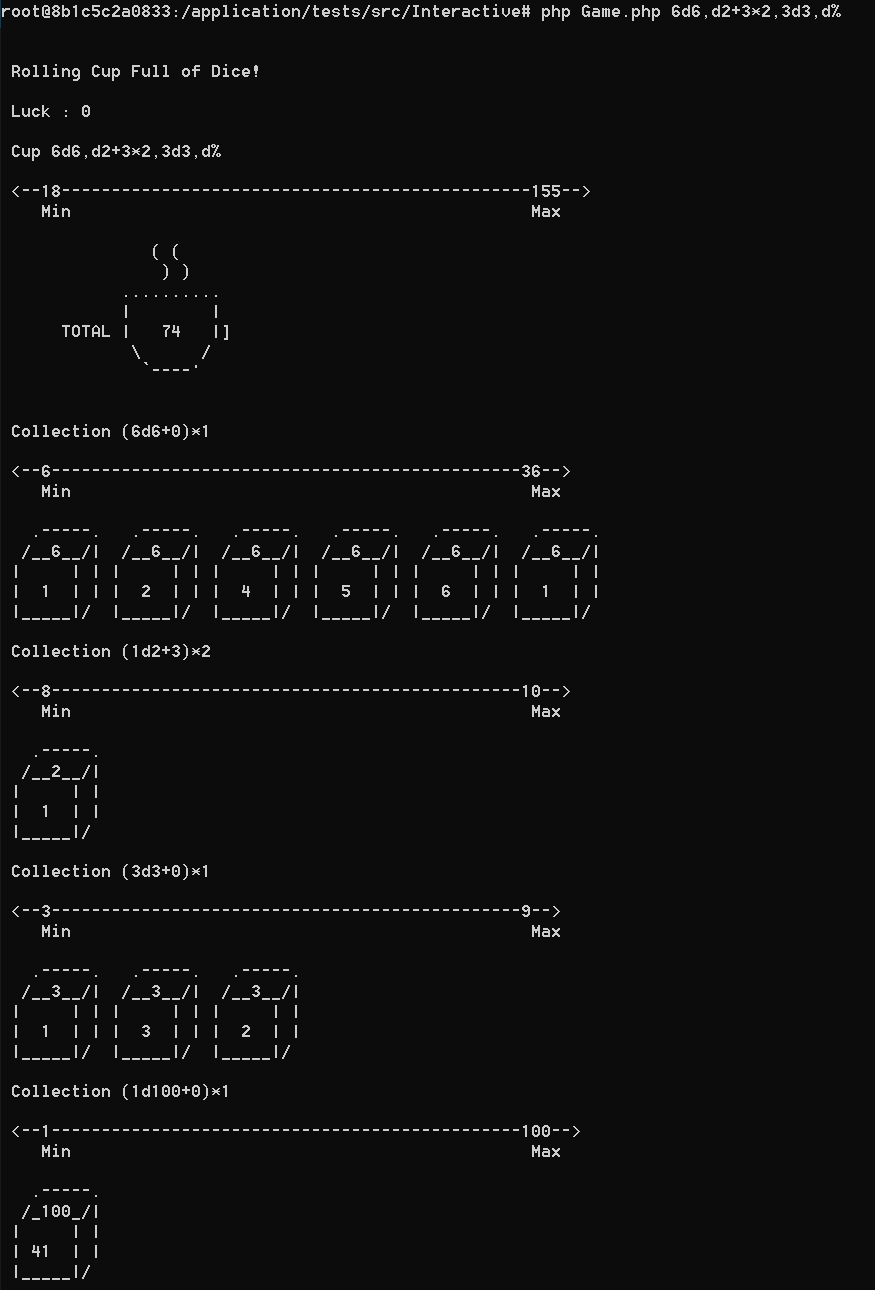 root@8b1c5c2a0833:/application/tests/src/Interactive# php Game.php 6d6,d2+3*2,3d3,d%
Rolling Cup Full of Dice!
Luck : 0
Cup 6d6,d2+3*2,3d3,d%
<--18-----------------------------------------------155-->
   Min                                              Max
              ( (
               ) )
           ..........
           |        |
     TOTAL |   74   |]
            \      /
             `----'
Collection (6d6+0)*1
<--6-----------------------------------------------36-->
   Min                                              Max
  .-----.   .-----.   .-----.   .-----.   .-----.   .-----.
 /__6__/|  /__6__/|  /__6__/|  /__6__/|  /__6__/|  /__6__/|
|     | | |     | | |     | | |     | | |     | | |     | |
|  1  | | |  2  | | |  4  | | |  5  | | |  6  | | |  1  | |
|_____|/  |_____|/  |_____|/  |_____|/  |_____|/  |_____|/
Collection (1d2+3)*2
<--8-----------------------------------------------10-->
   Min                                              Max
  .-----.
 /__2__/|
|     | |
|  1  | |
|_____|/
Collection (3d3+0)*1
<--3-----------------------------------------------9-->
   Min                                              Max
  .-----.   .-----.   .-----.
 /__3__/|  /__3__/|  /__3__/|
|     | | |     | | |     | |
|  1  | | |  3  | | |  2  | |
|_____|/  |_____|/  |_____|/
Collection (1d100+0)*1
<--1-----------------------------------------------100-->
   Min                                              Max
  .-----.
 /_100_/|
|     | |
| 41  | |
|_____|/